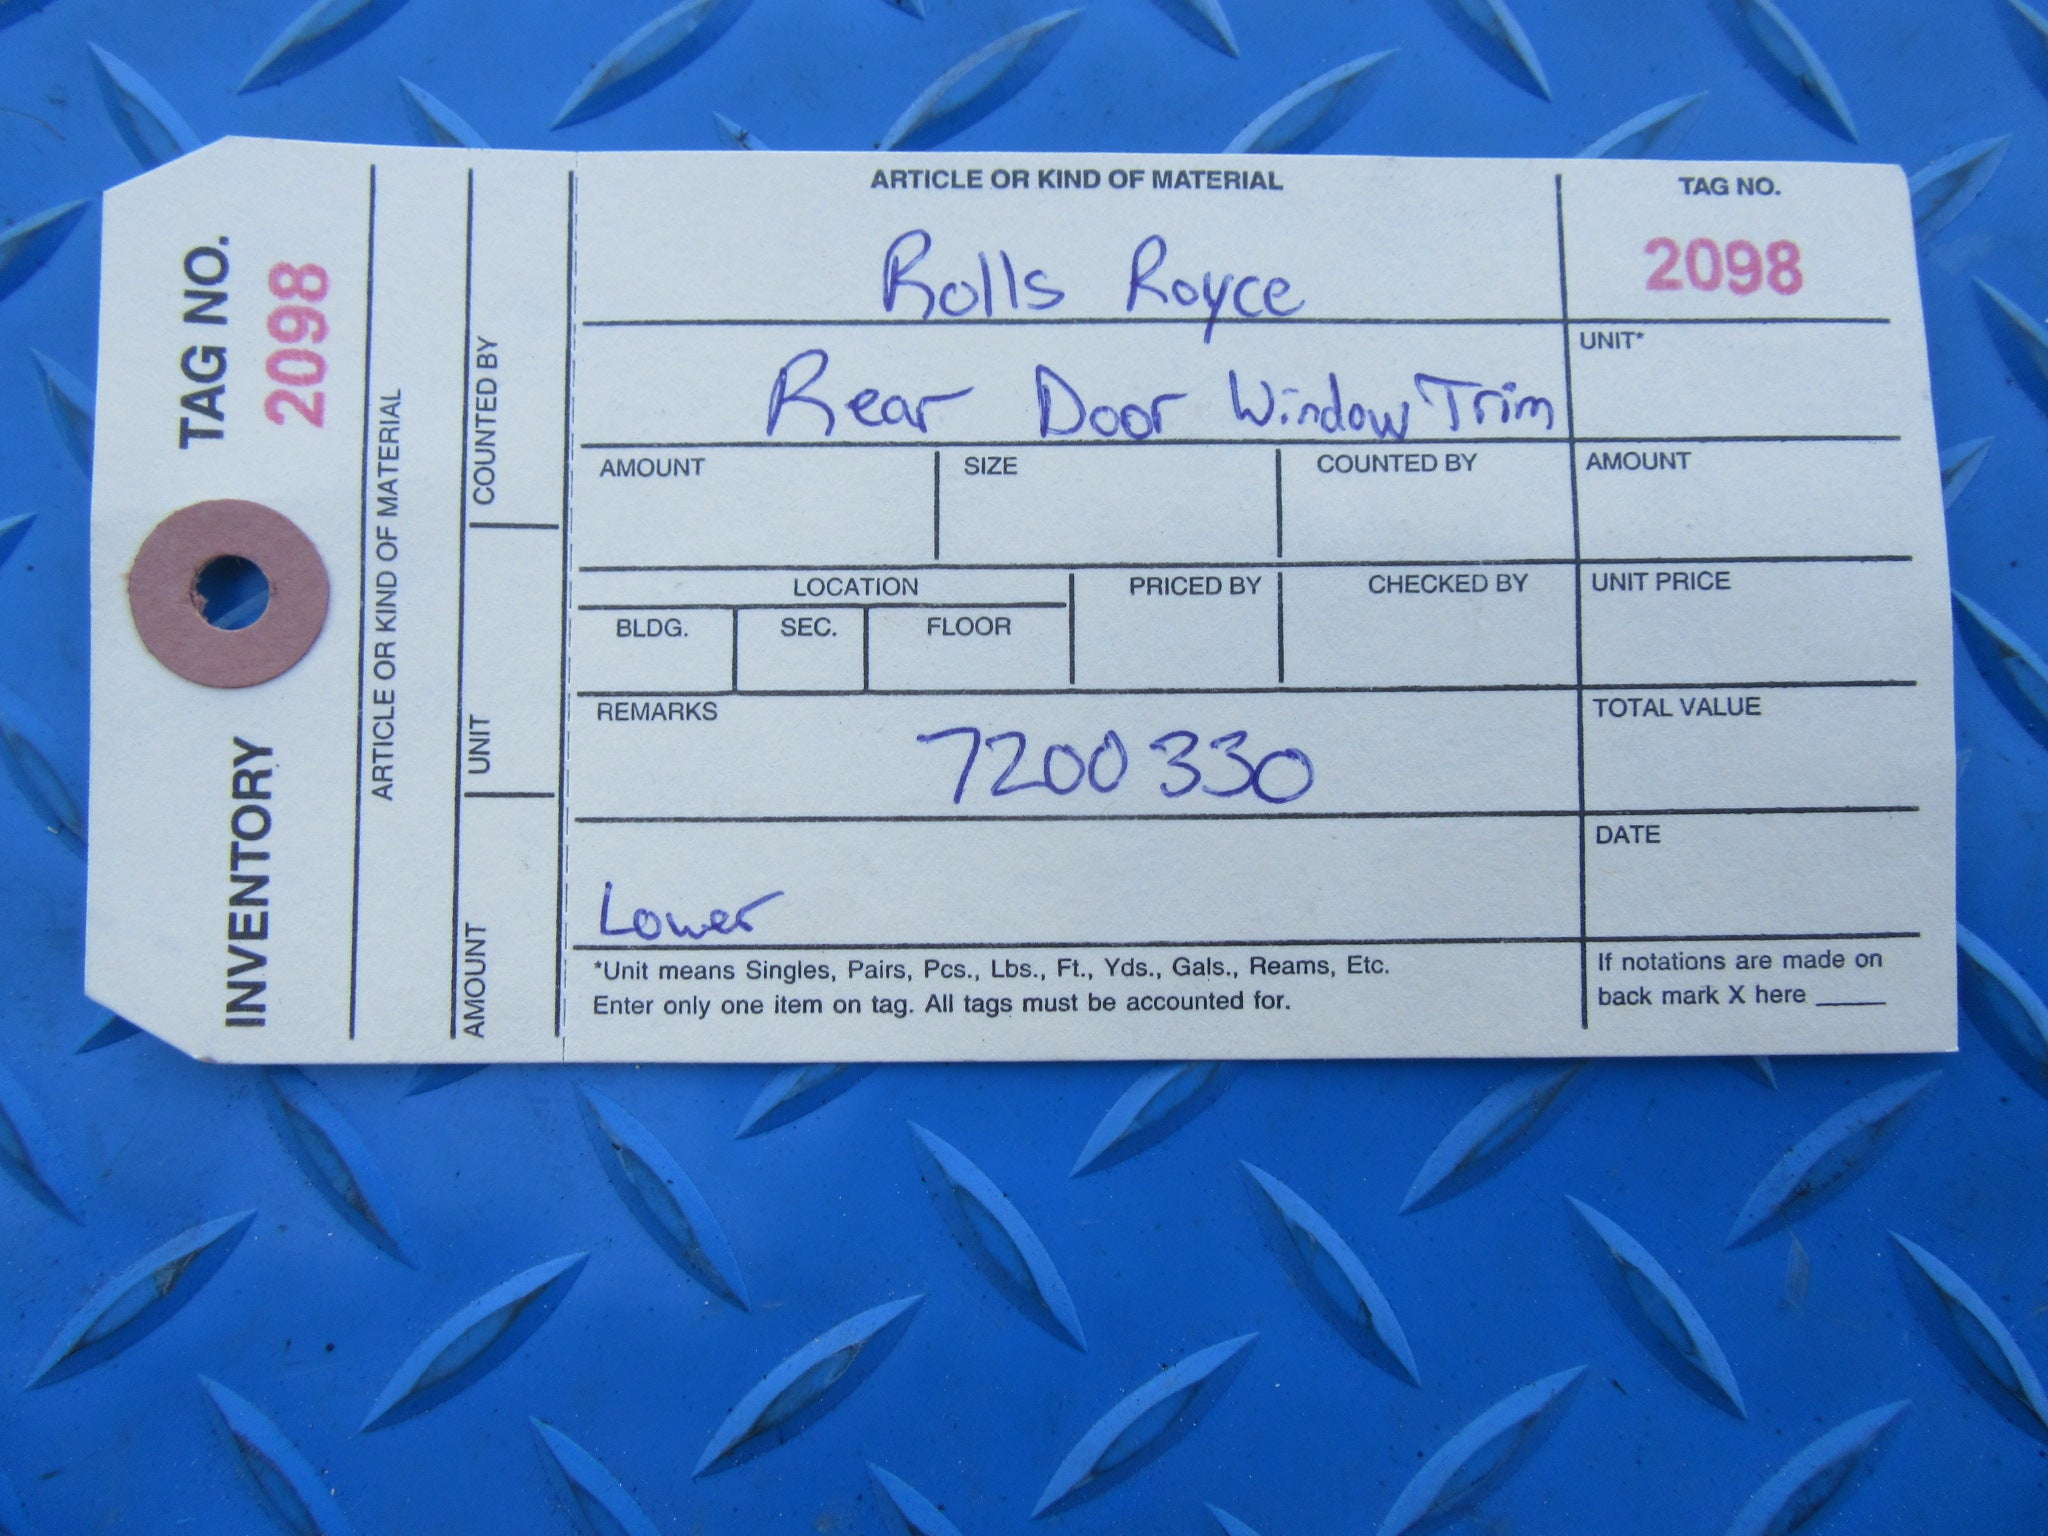 TAG NO.
2098
INVENTORY
ARTICLE OR KIND OF MATERIAL
COUNTED BY
UNIT
AMOUNT
ARTICLE OR KIND OF MATERIAL
Rolls Royce
Rear Door Window Trim
TAG NO.
2098
UNIT*
AMOUNT
SIZE
COUNTED BY
AMOUNT
LOCATION
PRICED BY
CHECKED BY
UNIT PRICE
BLDG.
SEC.
FLOOR
REMARKS
7200330
TOTAL VALUE
DATE
Lower
*Unit means Singles, Pairs, Pcs., Lbs., Ft., Yds., Gals., Reams, Etc.
Enter only one item on tag. All tags must be accounted for.
If notations are made on
back mark X here _____